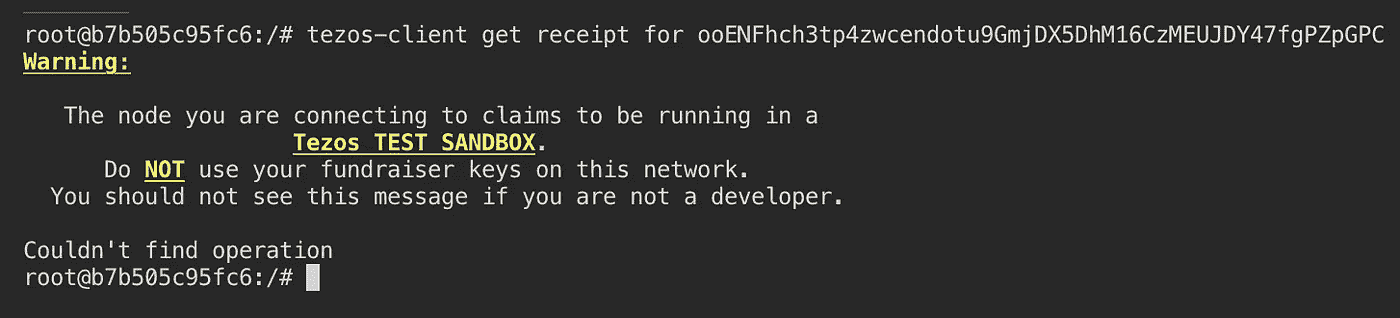 root@b7b505c95fc6:/# tezos-client get receipt for ooENFhch3tp4zwcendotu9GmjDX5DhM16CzMEUJDY47fgPZpGPC
Warning:
The node you are connecting to claims to be running in a
Tezos TEST SANDBOX.
Do NOT use your fundraiser keys on this network.
You should not see this message if you are not a developer.
Couldn't find operation
root@b7b505c95fc6:/#